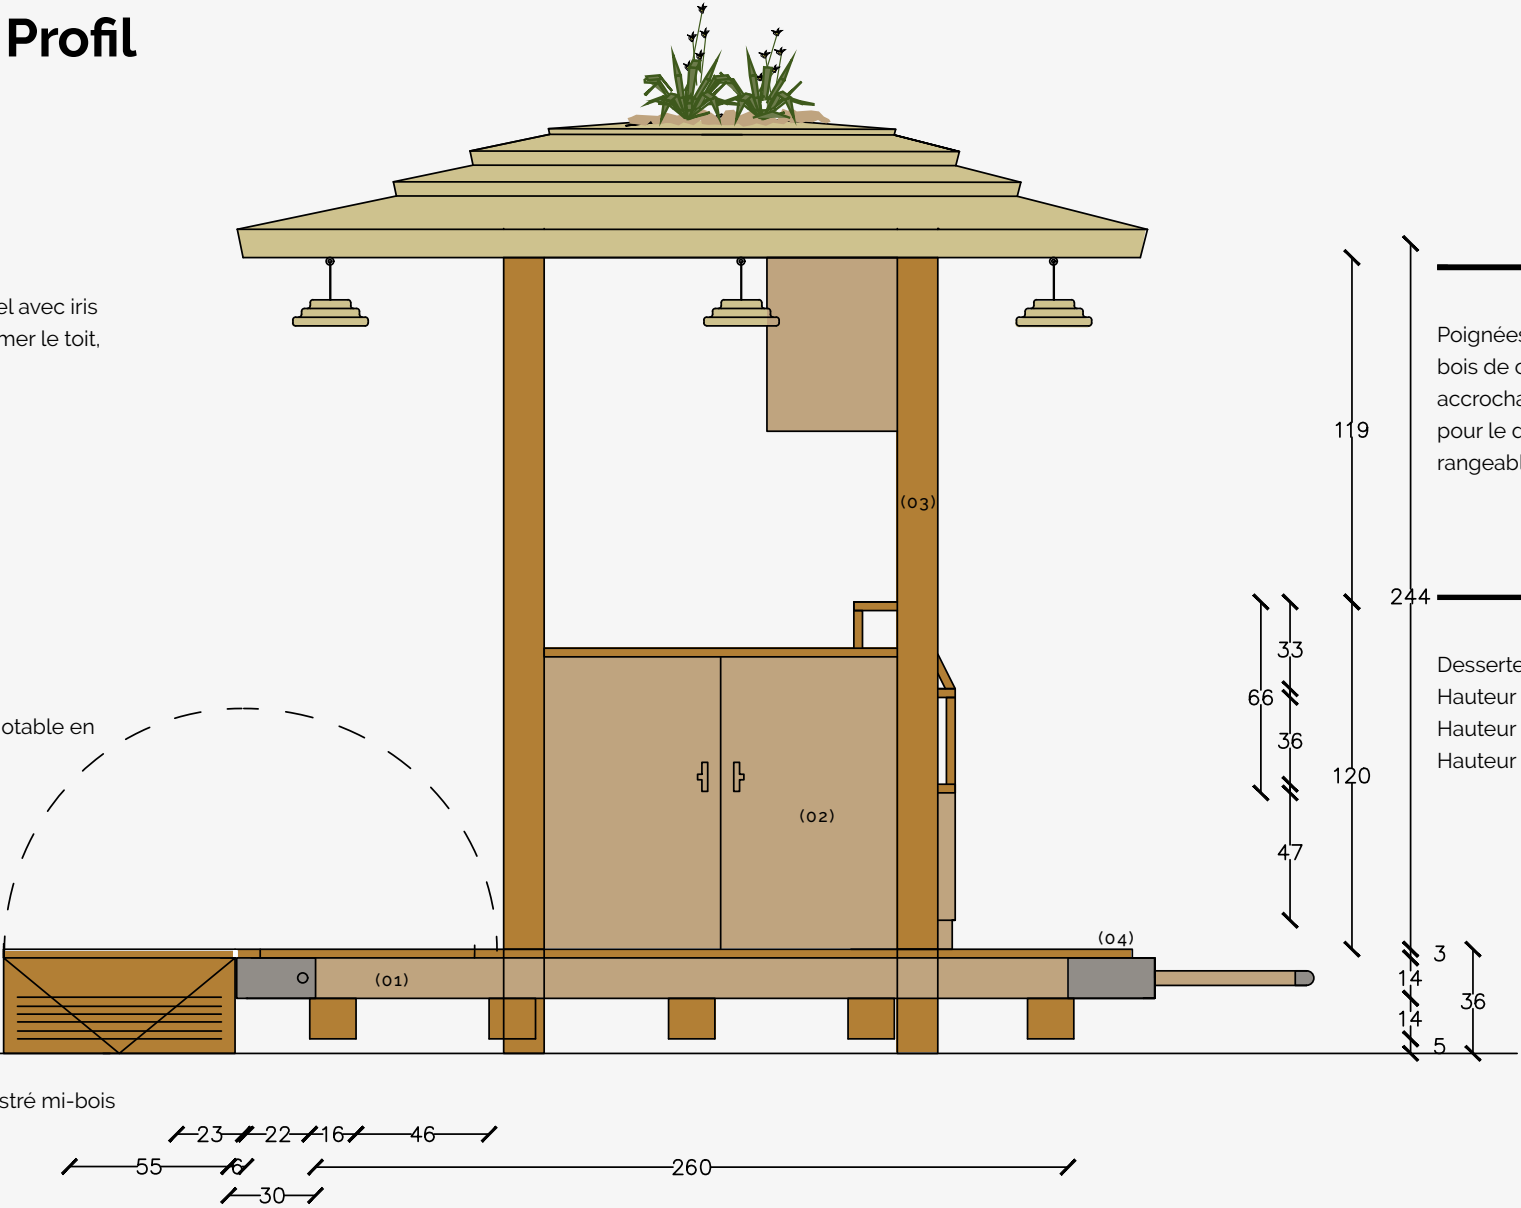 Profil
el avec iris
mer le toit,
otable en
stré mi-bois
Poignées
bois de
accrocha
pour le
rangeabl
Desserte
Hauteur
Hauteur
Hauteur
(03)
(02)
(04)
(01)
119
244
33
66
36
120
47
3
14
36
14
5
23 22 16 46
55 6 260
30